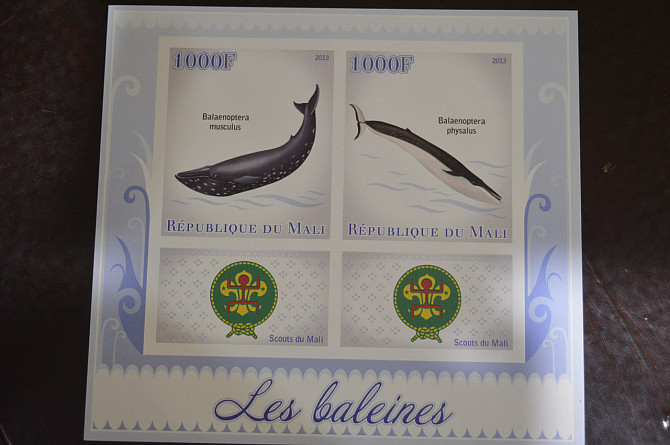 1000F
2013
Balaenoptera
musculus
RÉPUBLIQUE DU MALI
1000F
2013
Balaenoptera
physalus
RÉPUBLIQUE DU MALI
Scouts du Mali
Scouts du Mali
Les baleines